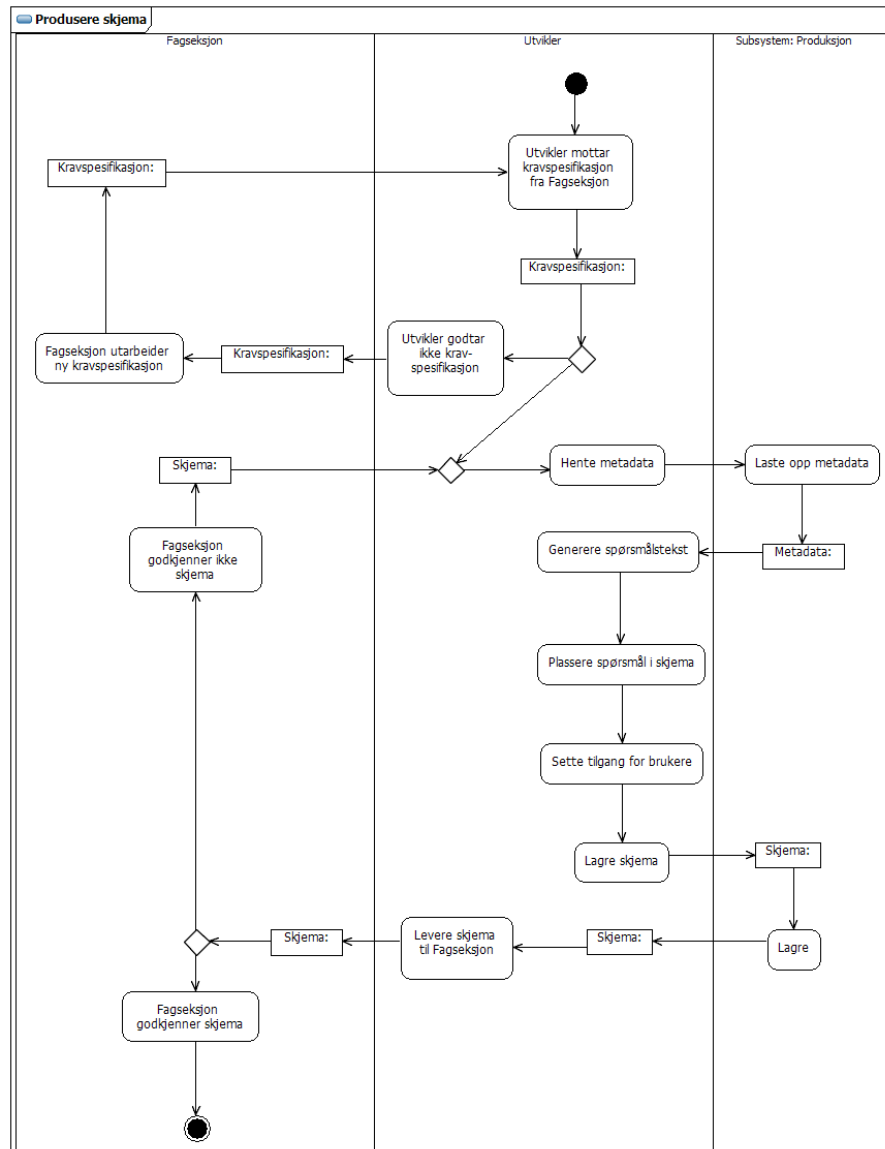 Produsere skjema
Fagseksjon
Utvikler
Subsystem: Produksjon
Utvikler mottar
kravspesifikasjon
fra Fagseksjon
Kravspesifikasjon:
Kravspesifikasjon:
Fagseksjon utarbeider
ny kravspesifikasjon
Kravspesifikasjon:
Utvikler godtar
ikke krav-
spesifikasjon
Skjema:
Hente metadata
Laste opp metadata
Fagseksjon
godkjenner ikke
skjema
Generere spørsmålstekst
Metadata:
Plassere spørsmål i skjema
Sette tilgang for brukere
Lagre skjema
Skjema:
Skjema:
Levere skjema
til Fagseksjon
Skjema:
Lagre
Fagseksjon
godkjenner skjema